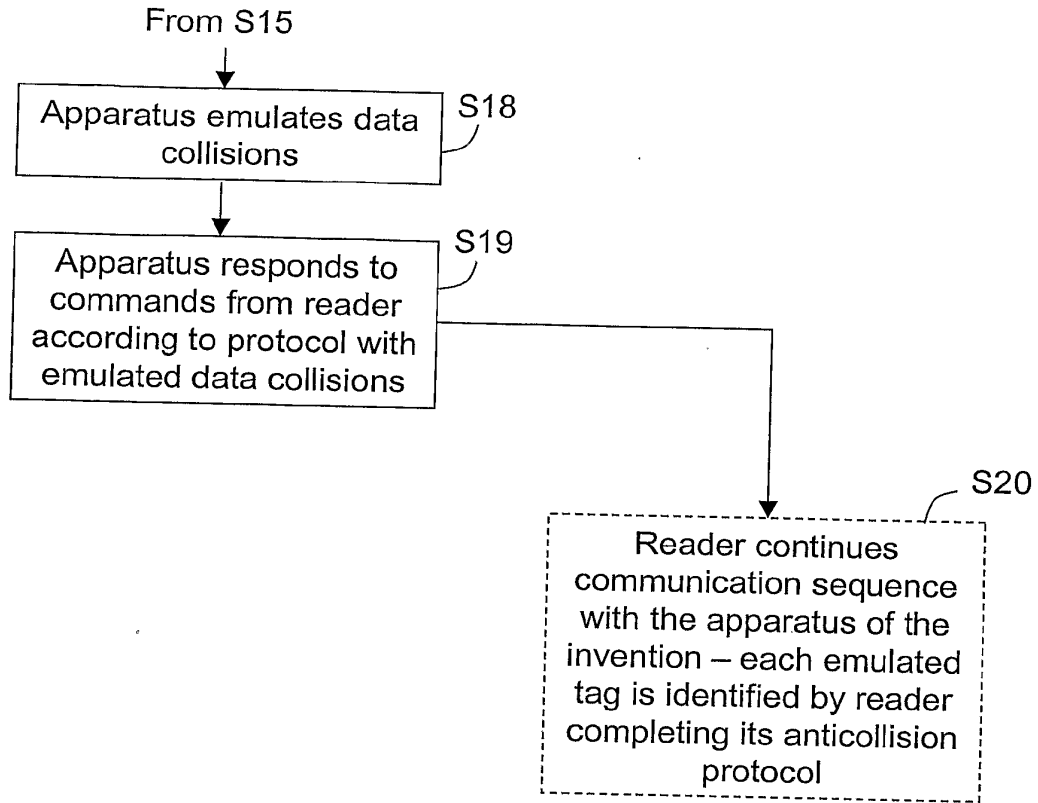 From S15
Apparatus emulates data
collisions
S18
Apparatus responds to
commands from reader
according to protocol with
emulated data collisions
S19
Reader continues
communication sequence
with the apparatus of the
invention – each emulated
tag is identified by reader
completing its anticollision
protocol
S20